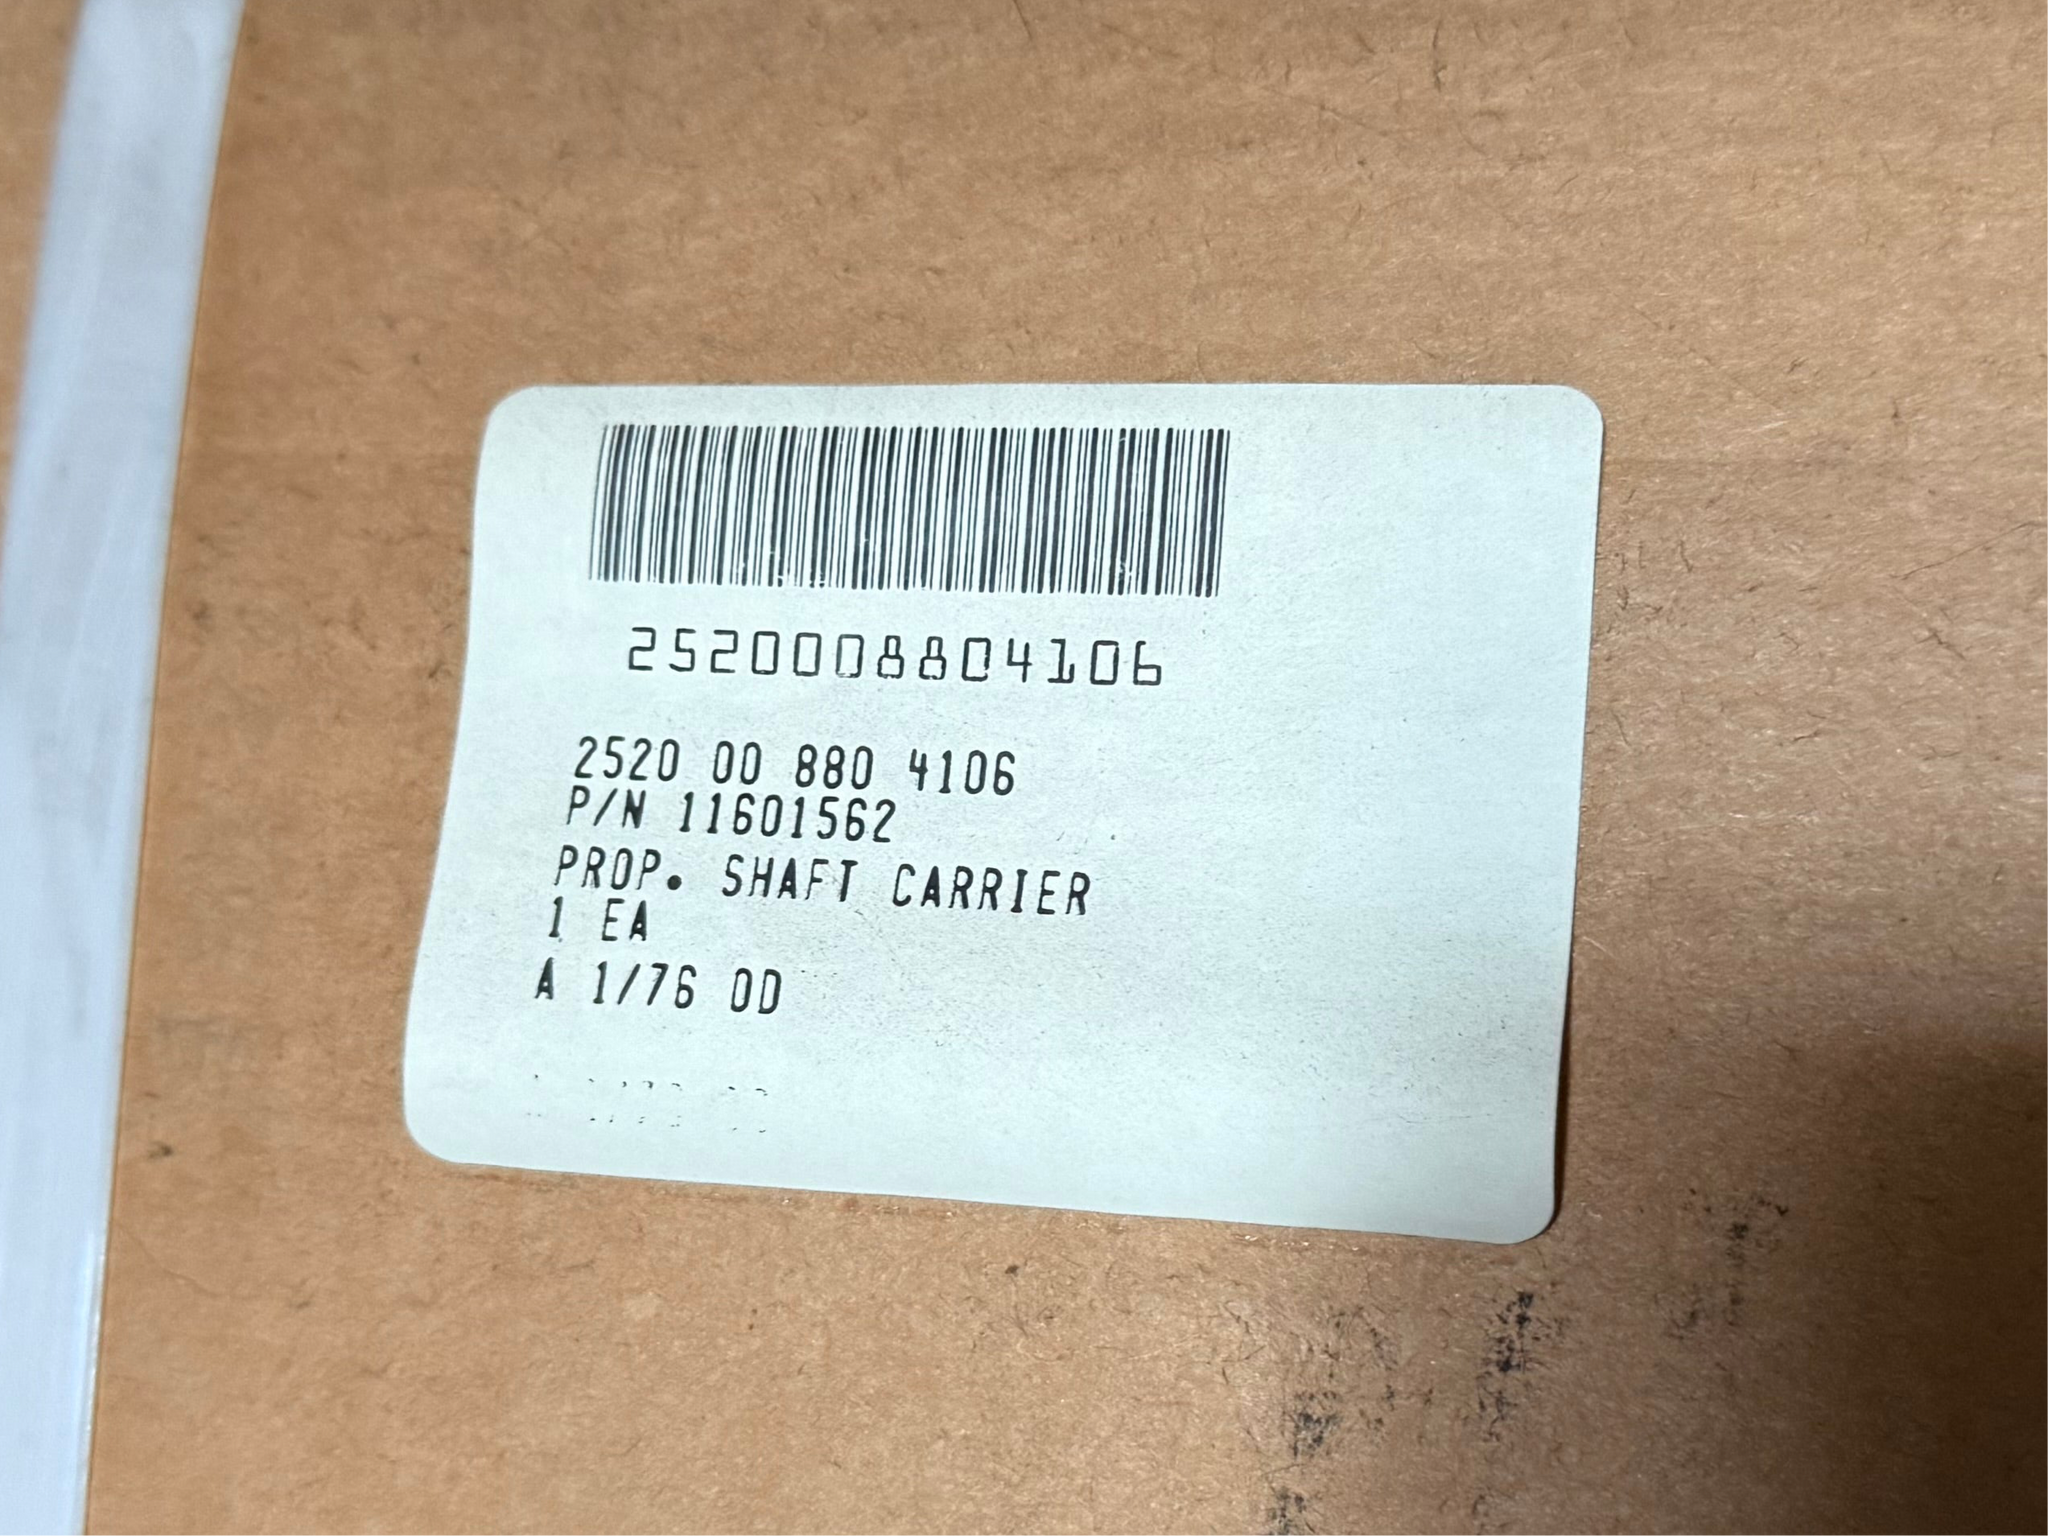 2520008804106
2520 00 880 4106
P/N 11601562
PROP. SHAFT CARRIER
1 EA
A 1/76 OD